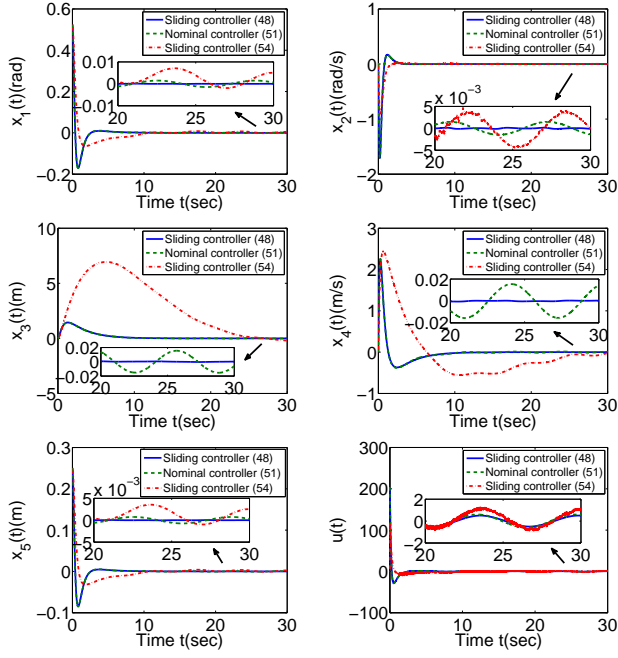 0.6
0.4
0.2
0
−0.2
x1(t)(rad)
Sliding controller (48)
Nominal controller (51)
Sliding controller (54)
0.01
0
−0.01
20 25 30
0 10 20 30
Time t(sec)
1
0
−1
−2
x2(t)(rad/s)
Sliding controller (48)
Nominal controller (51)
Sliding controller (54)
x 10−3
5
0
−5
20 25 30
0 10 20 30
Time t(sec)
10
5
0
−5
x3(t)(m)
Sliding controller (48)
Nominal controller (51)
Sliding controller (54)
0.02
0
−0.02
20 25 30
0 10 20 30
Time t(sec)
4
3
2
1
0
−1
x4(t)(m/s)
Sliding controller (48)
Nominal controller (51)
Sliding controller (54)
0.02
0
−0.02
20 25 30
0 10 20 30
Time t(sec)
0.3
0.2
0.1
0
−0.1
x5(t)(m)
Sliding controller (48)
Nominal controller (51)
Sliding controller (54)
x 10−3
5
0
−5
20 25 30
0 10 20 30
Time t(sec)
300
200
100
0
−100
u(t)
Sliding controller (48)
Nominal controller (51)
Sliding controller (54)
2
0
−2
20 25 30
0 10 20 30
Time t(sec)